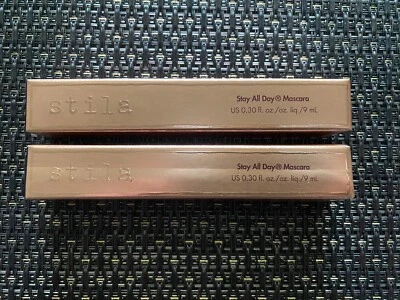 stila
Stay All Day® Mascara
US 0.30 fl. oz./oz. liq./9 ml.
stila
Stay All Day® Mascara
US 0.30 fl. oz./oz. liq./9 ml.